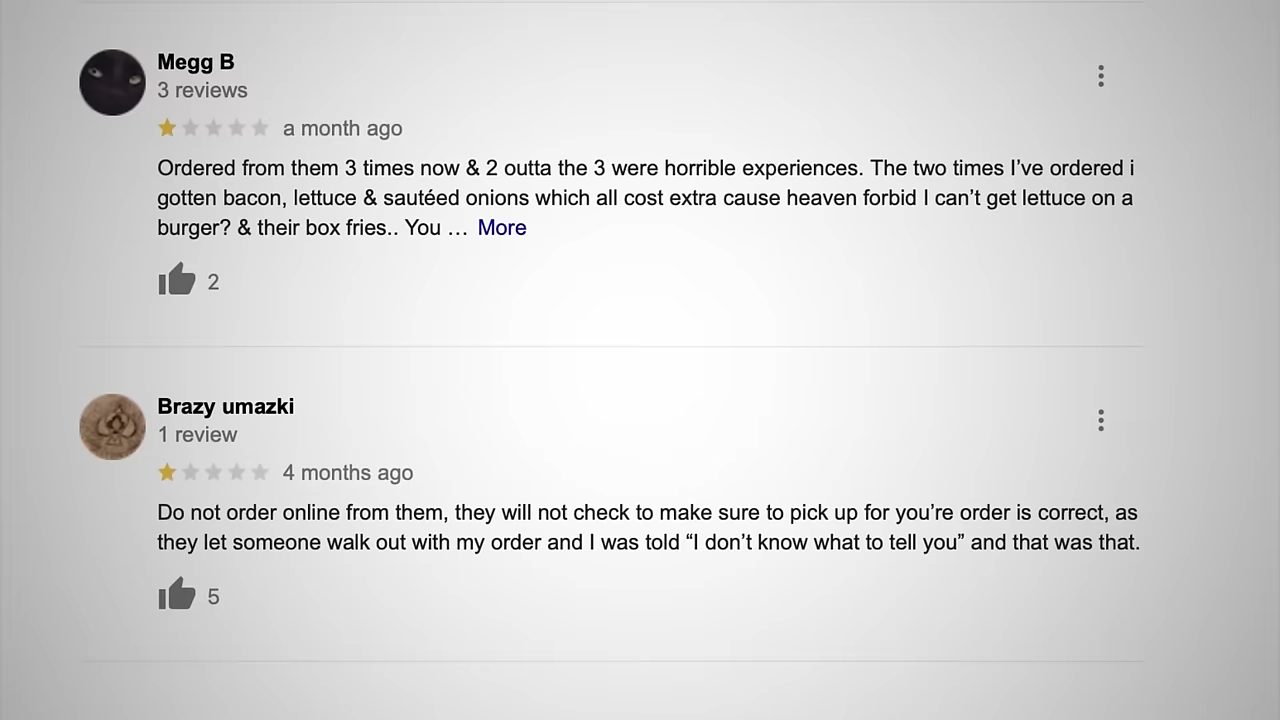 Megg B
3 reviews
a month ago
Ordered from them 3 times now & 2 outta the 3 were horrible experiences. The two times I’ve ordered i
gotten bacon, lettuce & sautéed onions which all cost extra cause heaven forbid I can’t get lettuce on a
burger? & their box fries.. You … More
2
Brazy umazki
1 review
4 months ago
Do not order online from them, they will not check to make sure to pick up for you’re order is correct, as
they let someone walk out with my order and I was told “I don’t know what to tell you” and that was that.
5